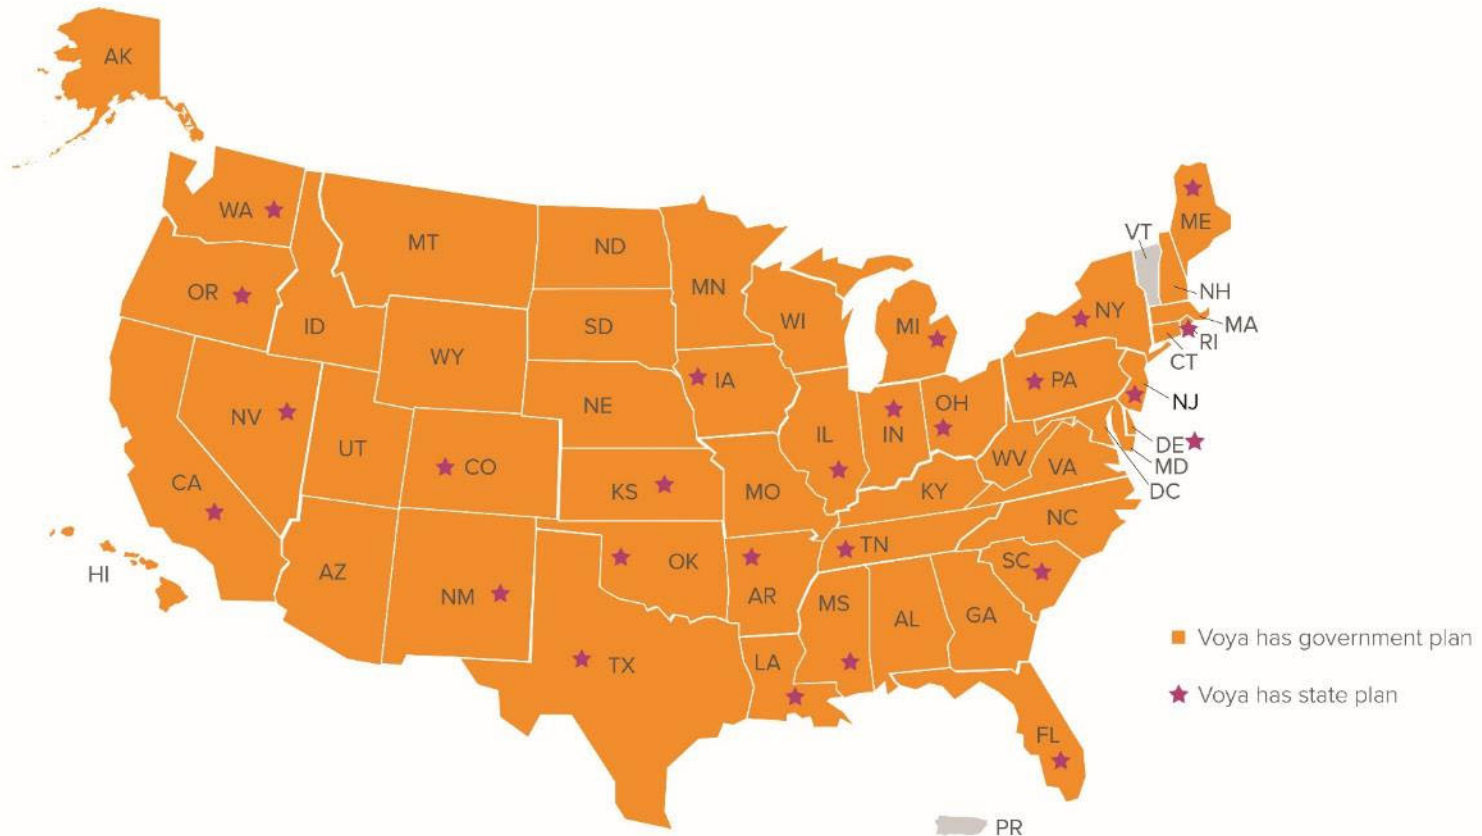 AK
WA
MT
ND
MN
VT
ME
OR
ID
SD
WI
MI
NY
NH
MA
RI
CT
WY
IA
PA
NJ
NV
NE
OH
UT
CO
IL
IN
DE
MD
DC
CA
KS
MO
WV
VA
KY
NC
HI
AZ
NM
OK
AR
TN
SC
MS
AL
GA
TX
LA
Voya has government plan
Voya has state plan
FL
PR